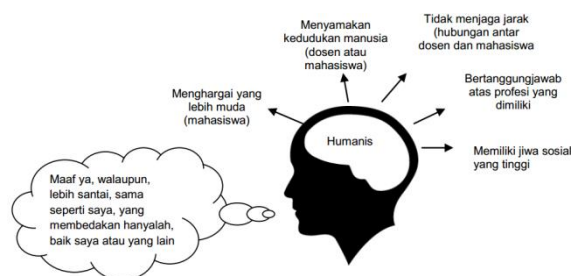 Menghargai yang
lebih muda
(mahasiswa)
Menyamakan
kedudukan manusia
(dosen atau
mahasiswa)
Tidak menjaga jarak
(hubungan antar
dosen dan mahasiswa
Bertanggungjawab
atas profesi yang
dimiliki
Memiliki jiwa sosial
yang tinggi
Humanis
Maaf ya, walaupun,
lebih santai, sama
seperti saya, yang
membedakan hanyalah,
baik saya atau yang lain